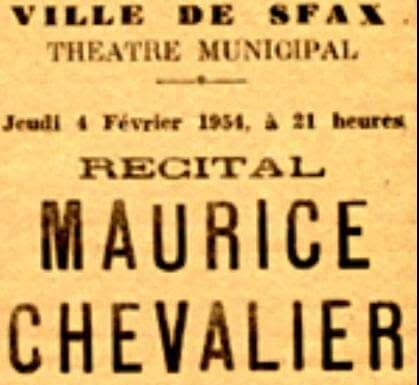 VILLE DE SFAX
THEATRE MUNICIPAL
Jeudi 4 Février 1954, à 21 heures
RECITAL
MAURICE
CHEVALIER